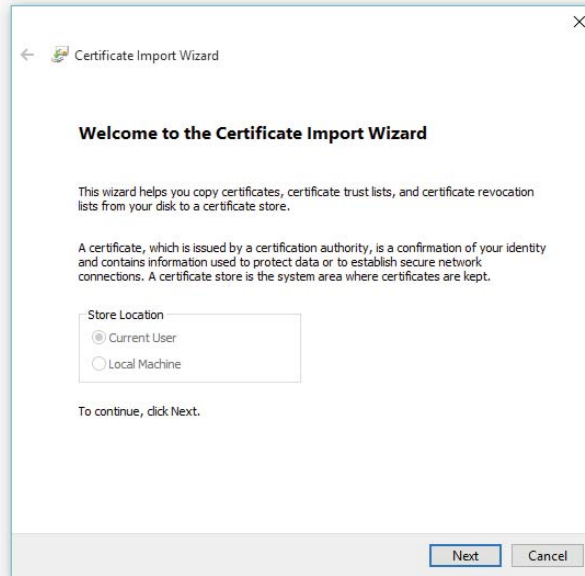 Certificate Import Wizard
Welcome to the Certificate Import Wizard
This wizard helps you copy certificates, certificate trust lists, and certificate revocation
lists from your disk to a certificate store.
A certificate, which is issued by a certification authority, is a confirmation of your identity
and contains information used to protect data or to establish secure network
connections. A certificate store is the system area where certificates are kept.
Store Location
Current User
Local Machine
To continue, click Next.
Next
Cancel